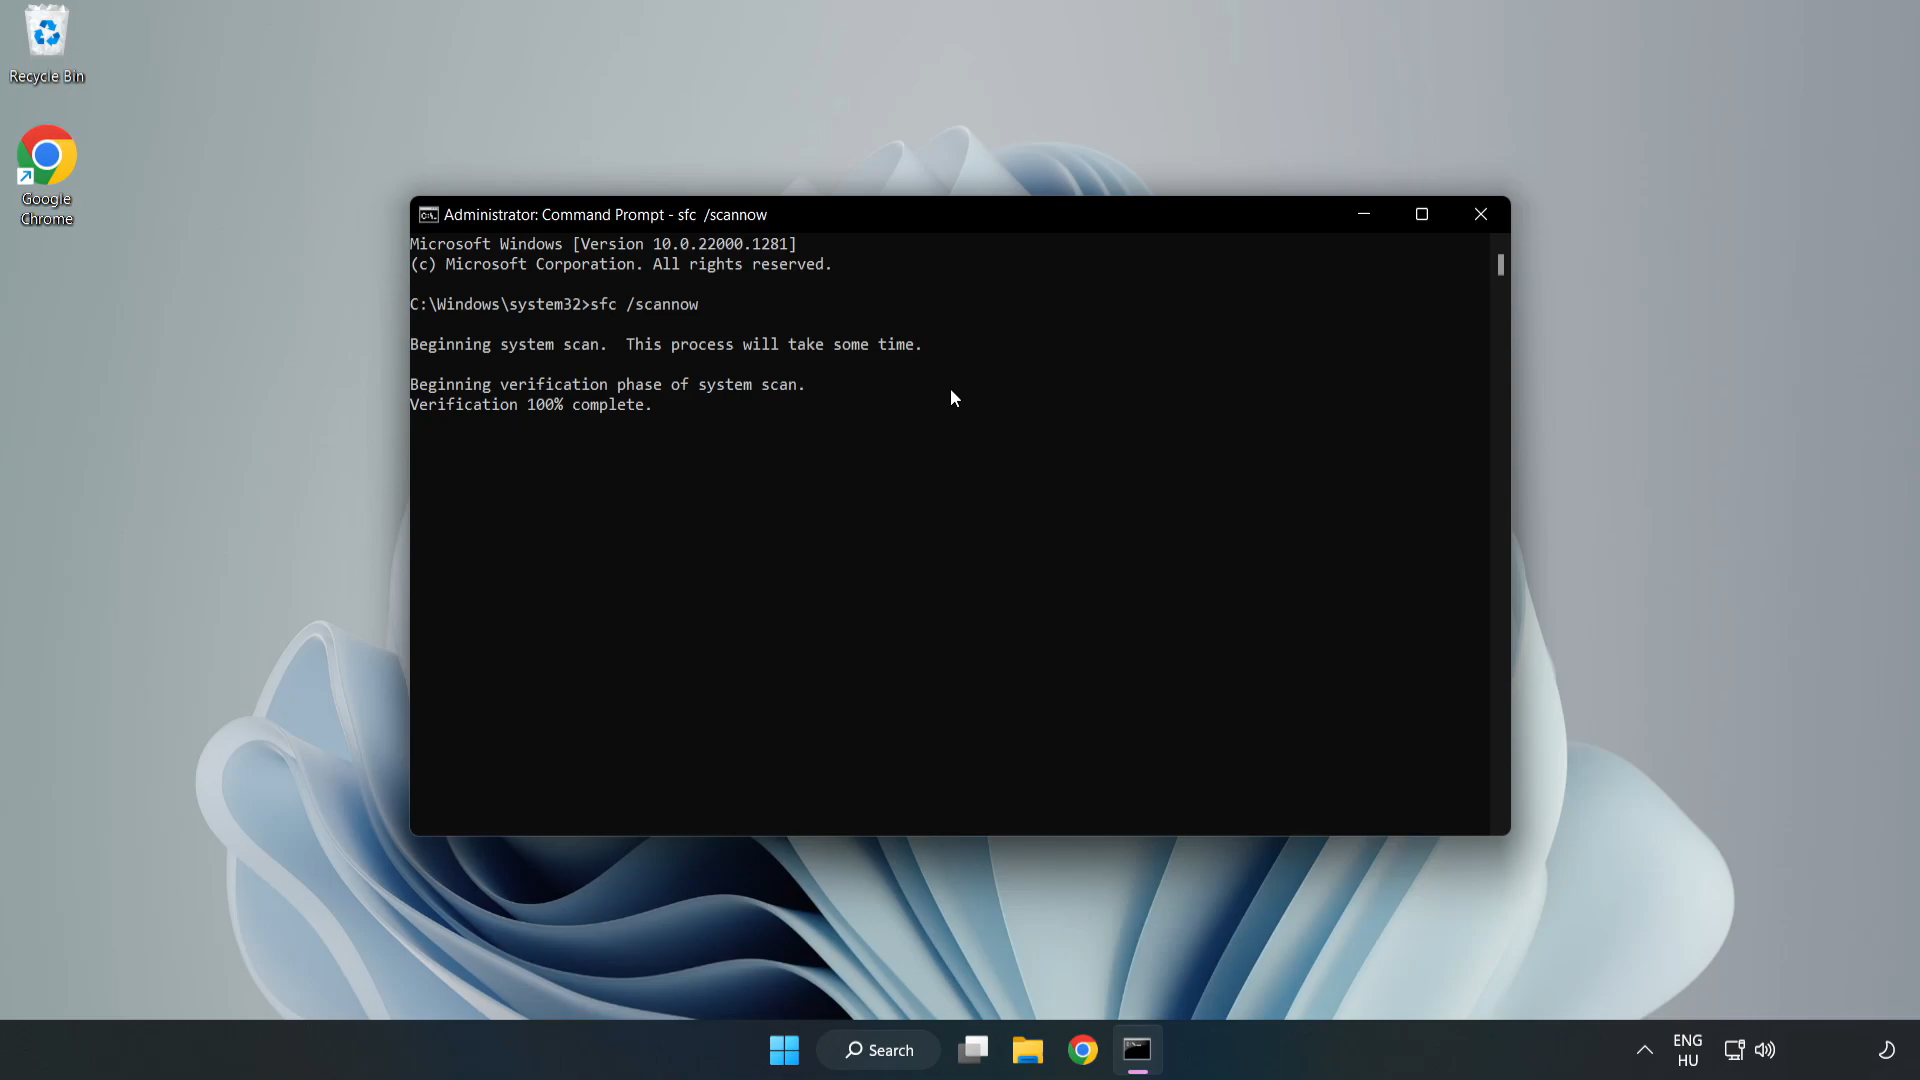 Recycle Bin
Google
Chrome
Administrator: Command Prompt - sfc  /scannow
Microsoft Windows [Version 10.0.22000.1281]
(c) Microsoft Corporation. All rights reserved.
C:\Windows\system32>sfc /scannow
Beginning system scan.  This process will take some time.
Beginning verification phase of system scan.
Verification 100% complete.
Search
ENG
HU